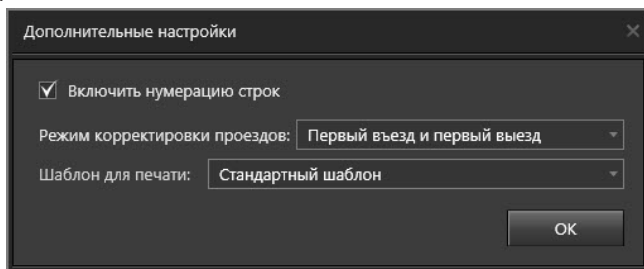 Дополнительные настройки
Включить нумерацию строк
Режим корректировки проездов: Первый въезд и первый выезд
Шаблон для печати: Стандартный шаблон
OK